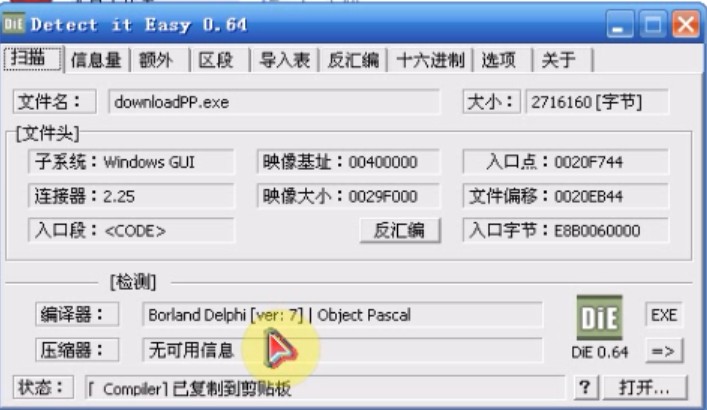 Detect it Easy 0.64
扫描 信息量 额外 区段 导入表 反汇编 十六进制 选项 关于
文件名： downloadPP.exe 大小： 2716160 [字节]
[文件头]
子系统：Windows GUI 映像基址：00400000 入口点：0020F744
连接器：2.25 映像大小：0029F000 文件偏移：0020EB44
入口段：<CODE> 反汇编 入口字节：E8B0060000
[检测]
编译器： Borland Delphi [ver: 7] | Object Pascal DiE EXE
压缩器： 无可用信息 DiE 0.64 =>
状态： [ Compiler] 已复制到剪贴板 ? 打开...